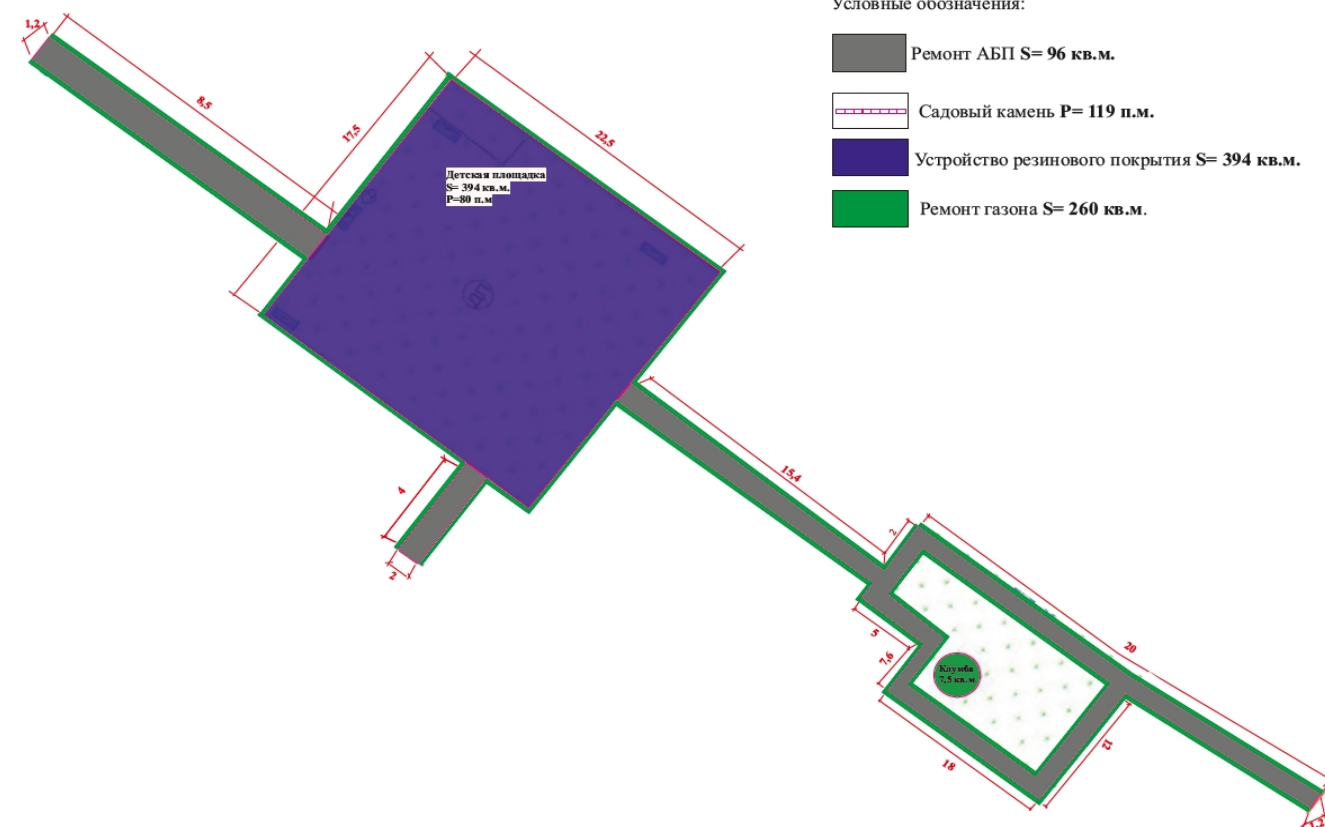 Условные обозначения:
Ремонт АБП S= 96 кв.м.
Садовый камень P= 119 п.м.
Устройство резинового покрытия S= 394 кв.м.
Ремонт газона S= 260 кв.м.
1,2
8,5
17,5
22,5
Детская площадка
S= 394 кв.м.
P=80 п.м
4
2
15,4
2
5
7,6
Клумба
7,5 кв.м
20
12
18